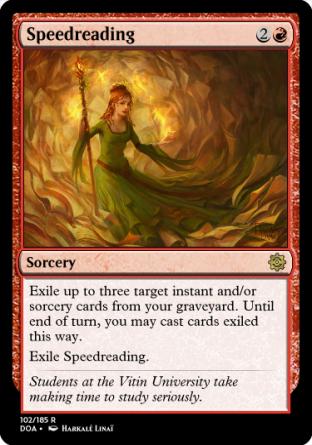 Speedreading 2
Sorcery
Exile up to three target instant and/or
sorcery cards from your graveyard. Until
end of turn, you may cast cards exiled
this way.
Exile Speedreading.
Students at the Vitin University take
making time to study seriously.
102/185 R
DOA • HARKALÉ LINAÏ